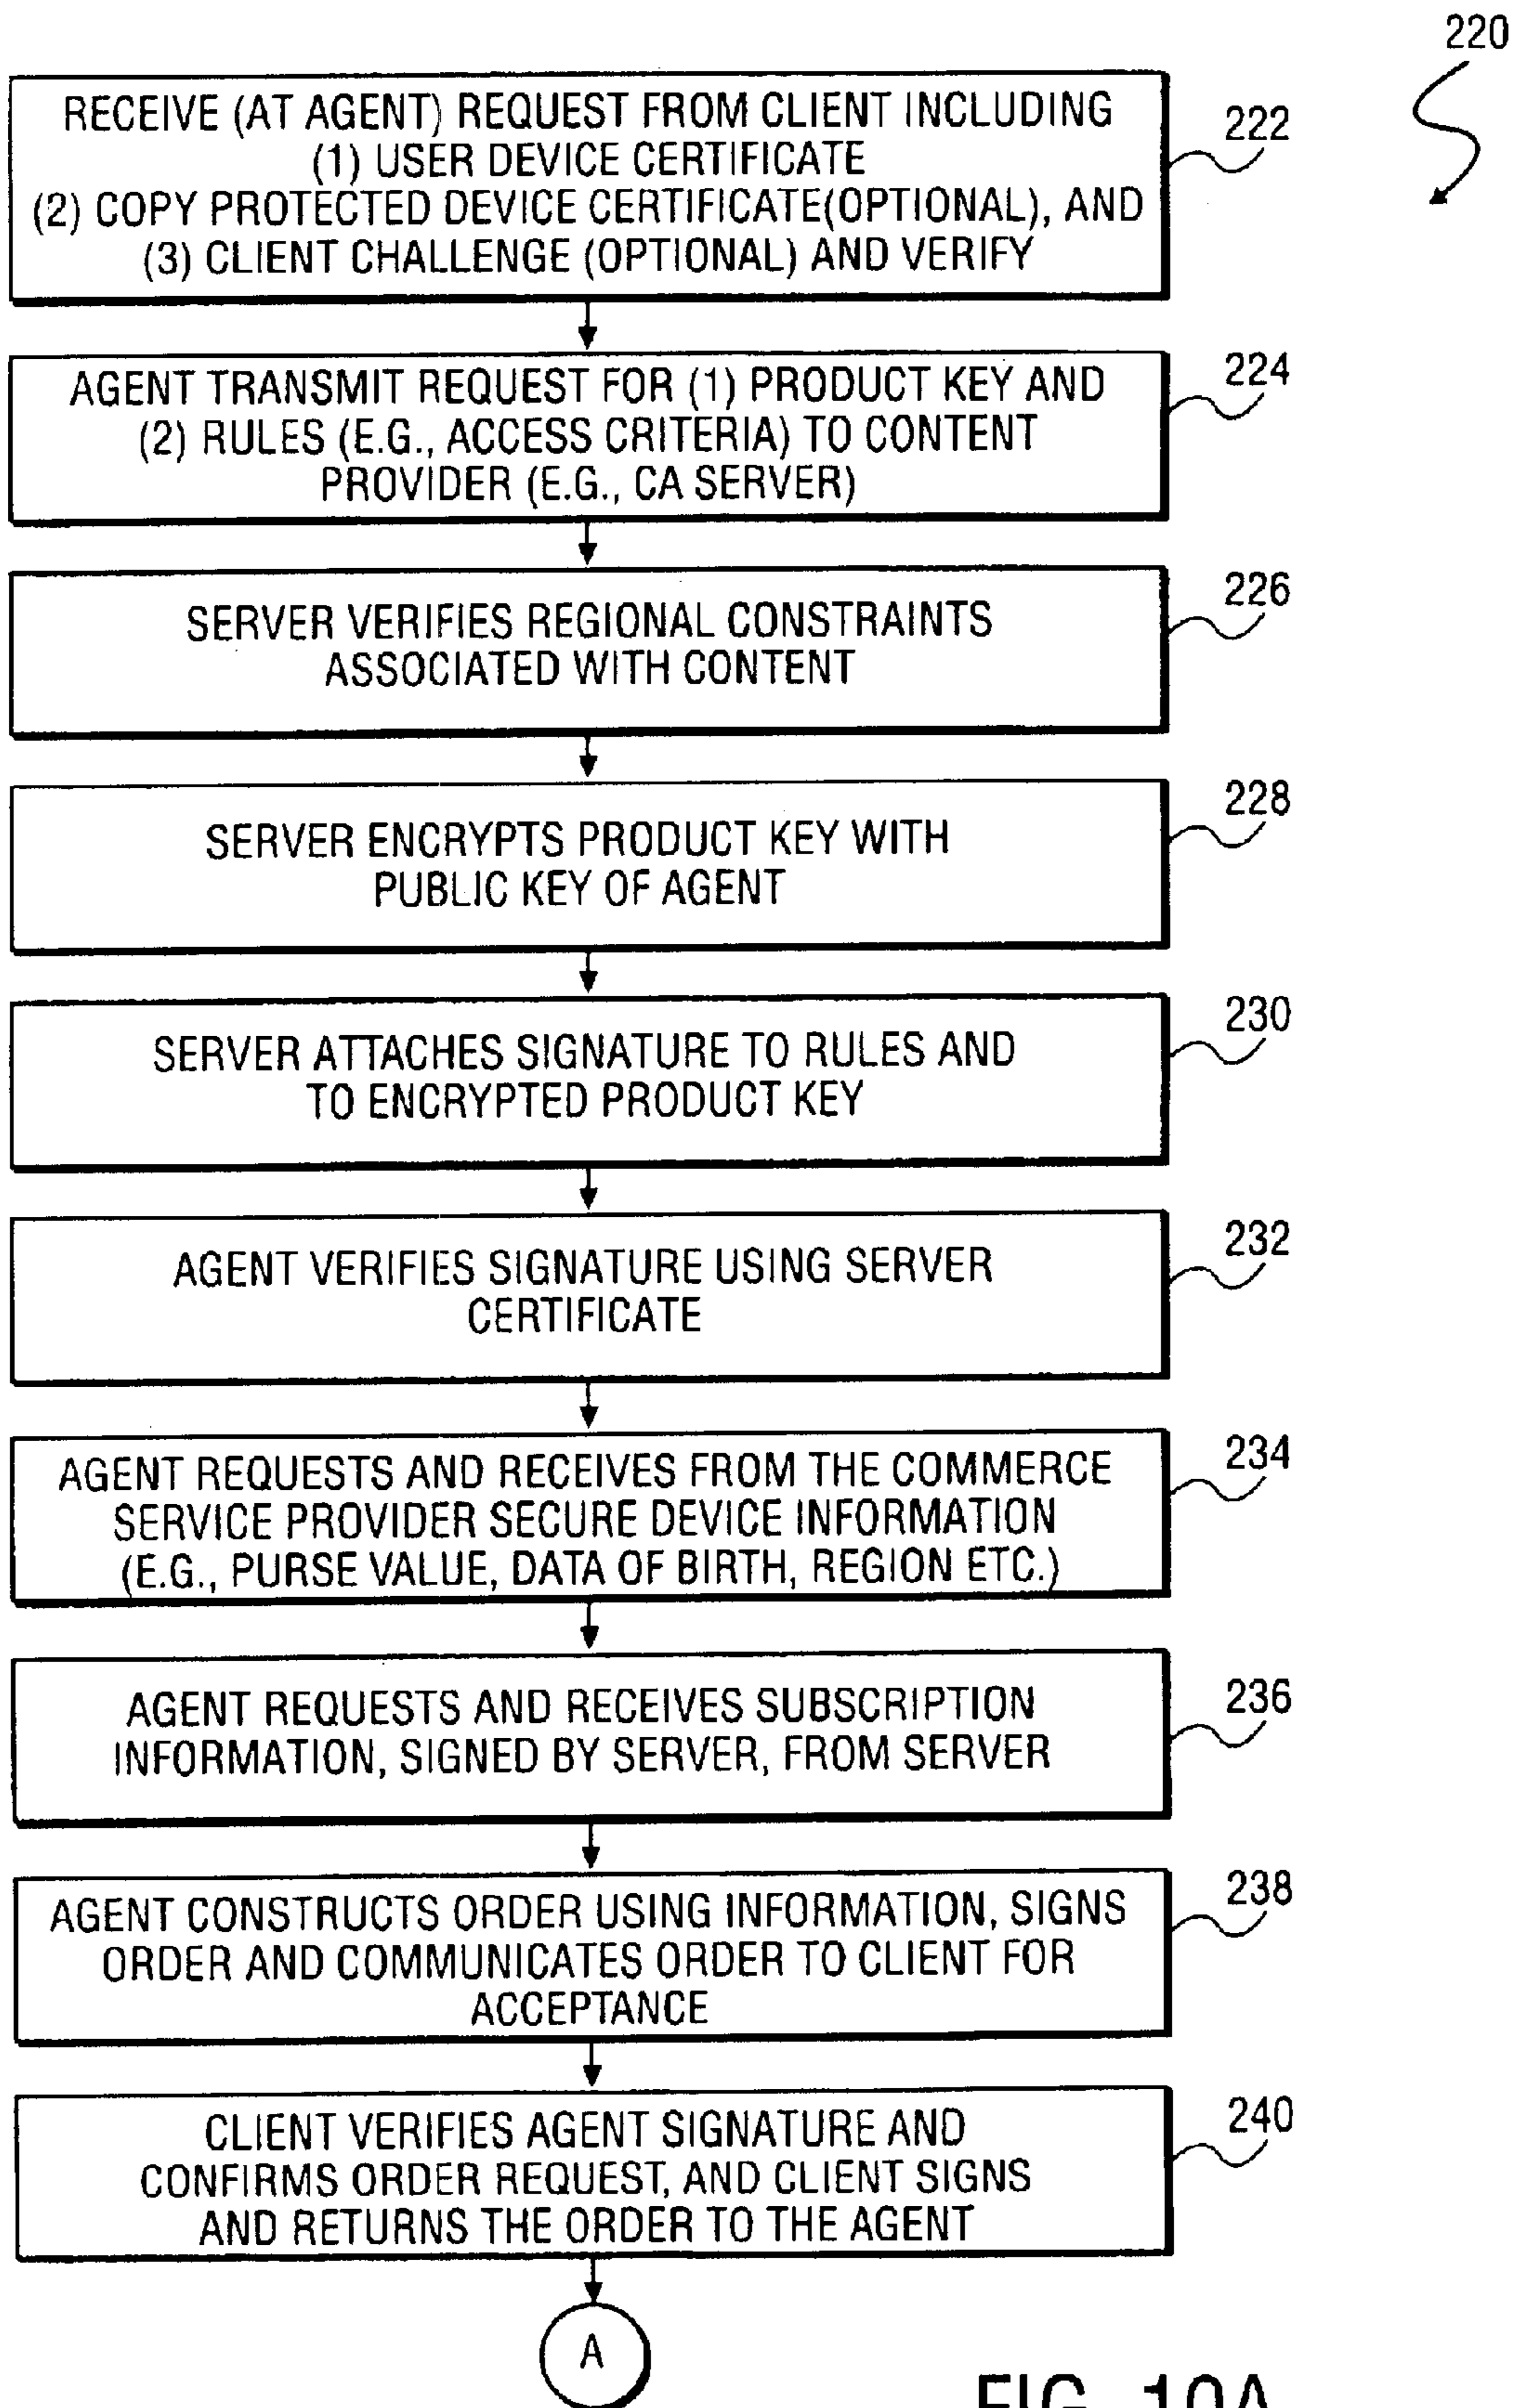 220
RECEIVE (AT AGENT) REQUEST FROM CLIENT INCLUDING
(1) USER DEVICE CERTIFICATE
(2) COPY PROTECTED DEVICE CERTIFICATE(OPTIONAL), AND
(3) CLIENT CHALLENGE (OPTIONAL) AND VERIFY
222
AGENT TRANSMIT REQUEST FOR (1) PRODUCT KEY AND
(2) RULES (E.G., ACCESS CRITERIA) TO CONTENT
PROVIDER (E.G., CA SERVER)
224
SERVER VERIFIES REGIONAL CONSTRAINTS
ASSOCIATED WITH CONTENT
226
SERVER ENCRYPTS PRODUCT KEY WITH
PUBLIC KEY OF AGENT
228
SERVER ATTACHES SIGNATURE TO RULES AND
TO ENCRYPTED PRODUCT KEY
230
AGENT VERIFIES SIGNATURE USING SERVER
CERTIFICATE
232
AGENT REQUESTS AND RECEIVES FROM THE COMMERCE
SERVICE PROVIDER SECURE DEVICE INFORMATION
(E.G., PURSE VALUE, DATA OF BIRTH, REGION ETC.)
234
AGENT REQUESTS AND RECEIVES SUBSCRIPTION
INFORMATION, SIGNED BY SERVER, FROM SERVER
236
AGENT CONSTRUCTS ORDER USING INFORMATION, SIGNS
ORDER AND COMMUNICATES ORDER TO CLIENT FOR
ACCEPTANCE
238
CLIENT VERIFIES AGENT SIGNATURE AND
CONFIRMS ORDER REQUEST, AND CLIENT SIGNS
AND RETURNS THE ORDER TO THE AGENT
240
A
FIG. 10A